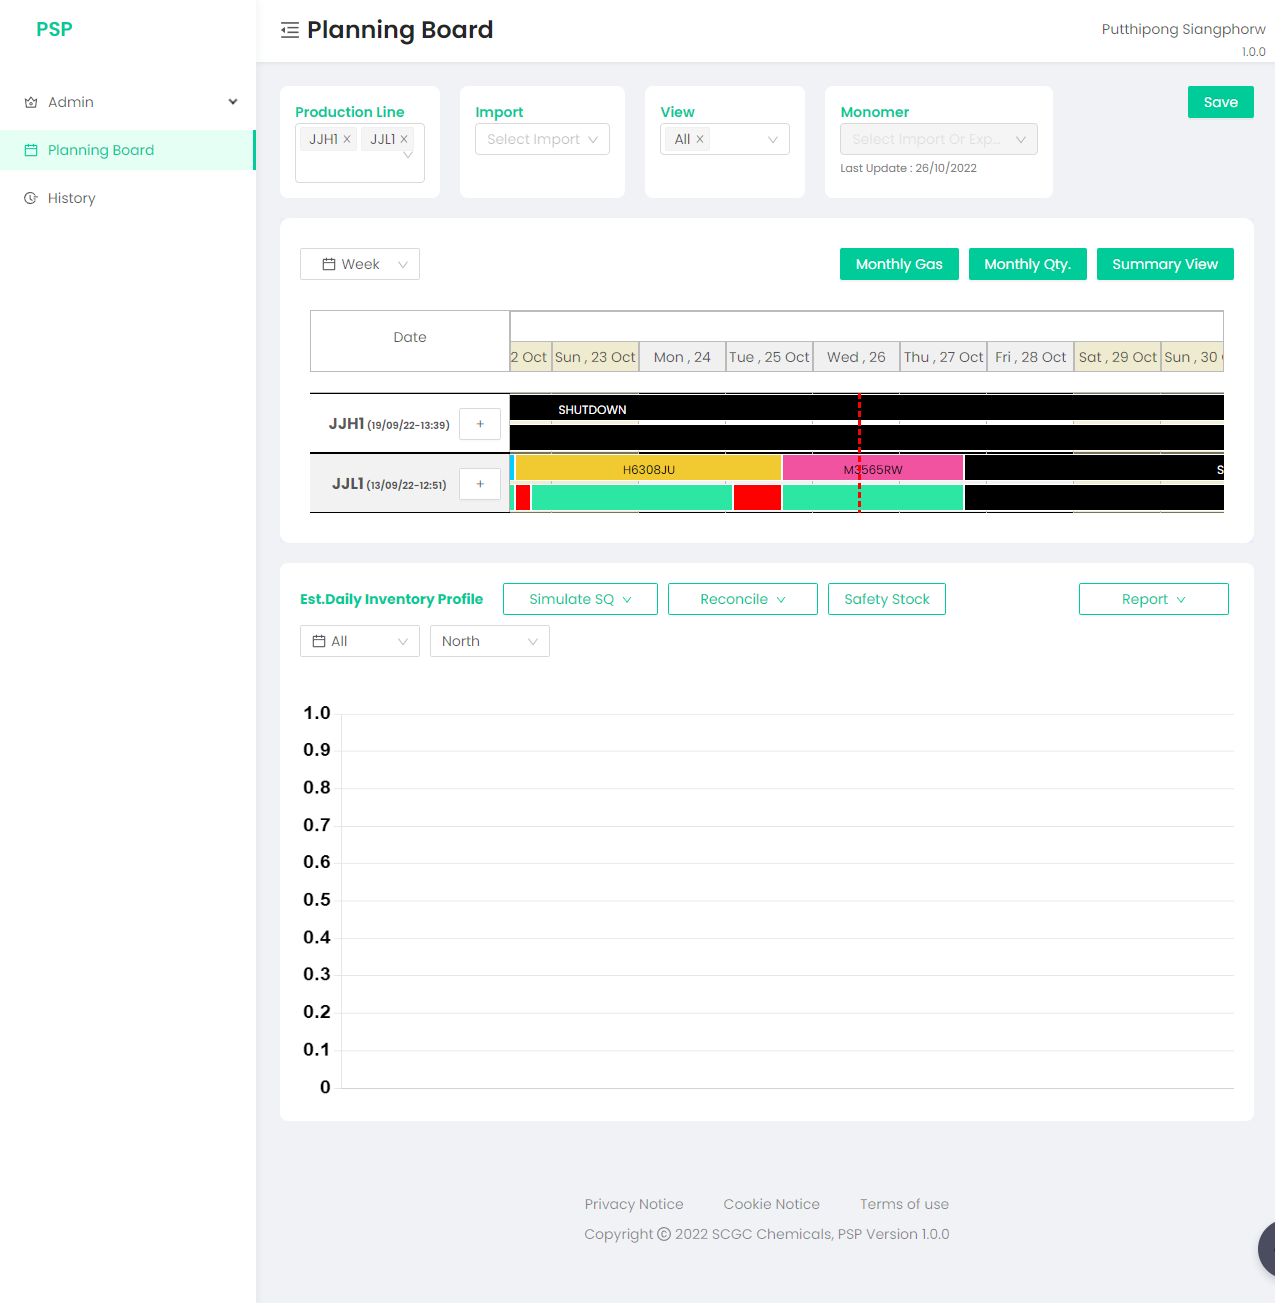 PSP
Planning Board
Putthipong Siangphorw
1.0.0
Admin
Planning Board
History
Production Line
JJH1
JJL1
Import
Select Import
View
All
Monomer
Select Import Or Exp...
Last Update : 26/10/2022
Save
Week
Monthly Gas
Monthly Qty.
Summary View
Date
2 Oct
Sun , 23 Oct
Mon , 24
Tue , 25 Oct
Wed , 26
Thu , 27 Oct
Fri , 28 Oct
Sat , 29 Oct
Sun , 30
JJH1 (19/09/22-13:39)
+
SHUTDOWN
JJL1 (13/09/22-12:51)
+
H6308JU
M3565RW
S
Est.Daily Inventory Profile
Simulate SQ
Reconcile
Safety Stock
Report
All
North
1.0
0.9
0.8
0.7
0.6
0.5
0.4
0.3
0.2
0.1
0
Privacy Notice
Cookie Notice
Terms of use
Copyright © 2022 SCGC Chemicals, PSP Version 1.0.0